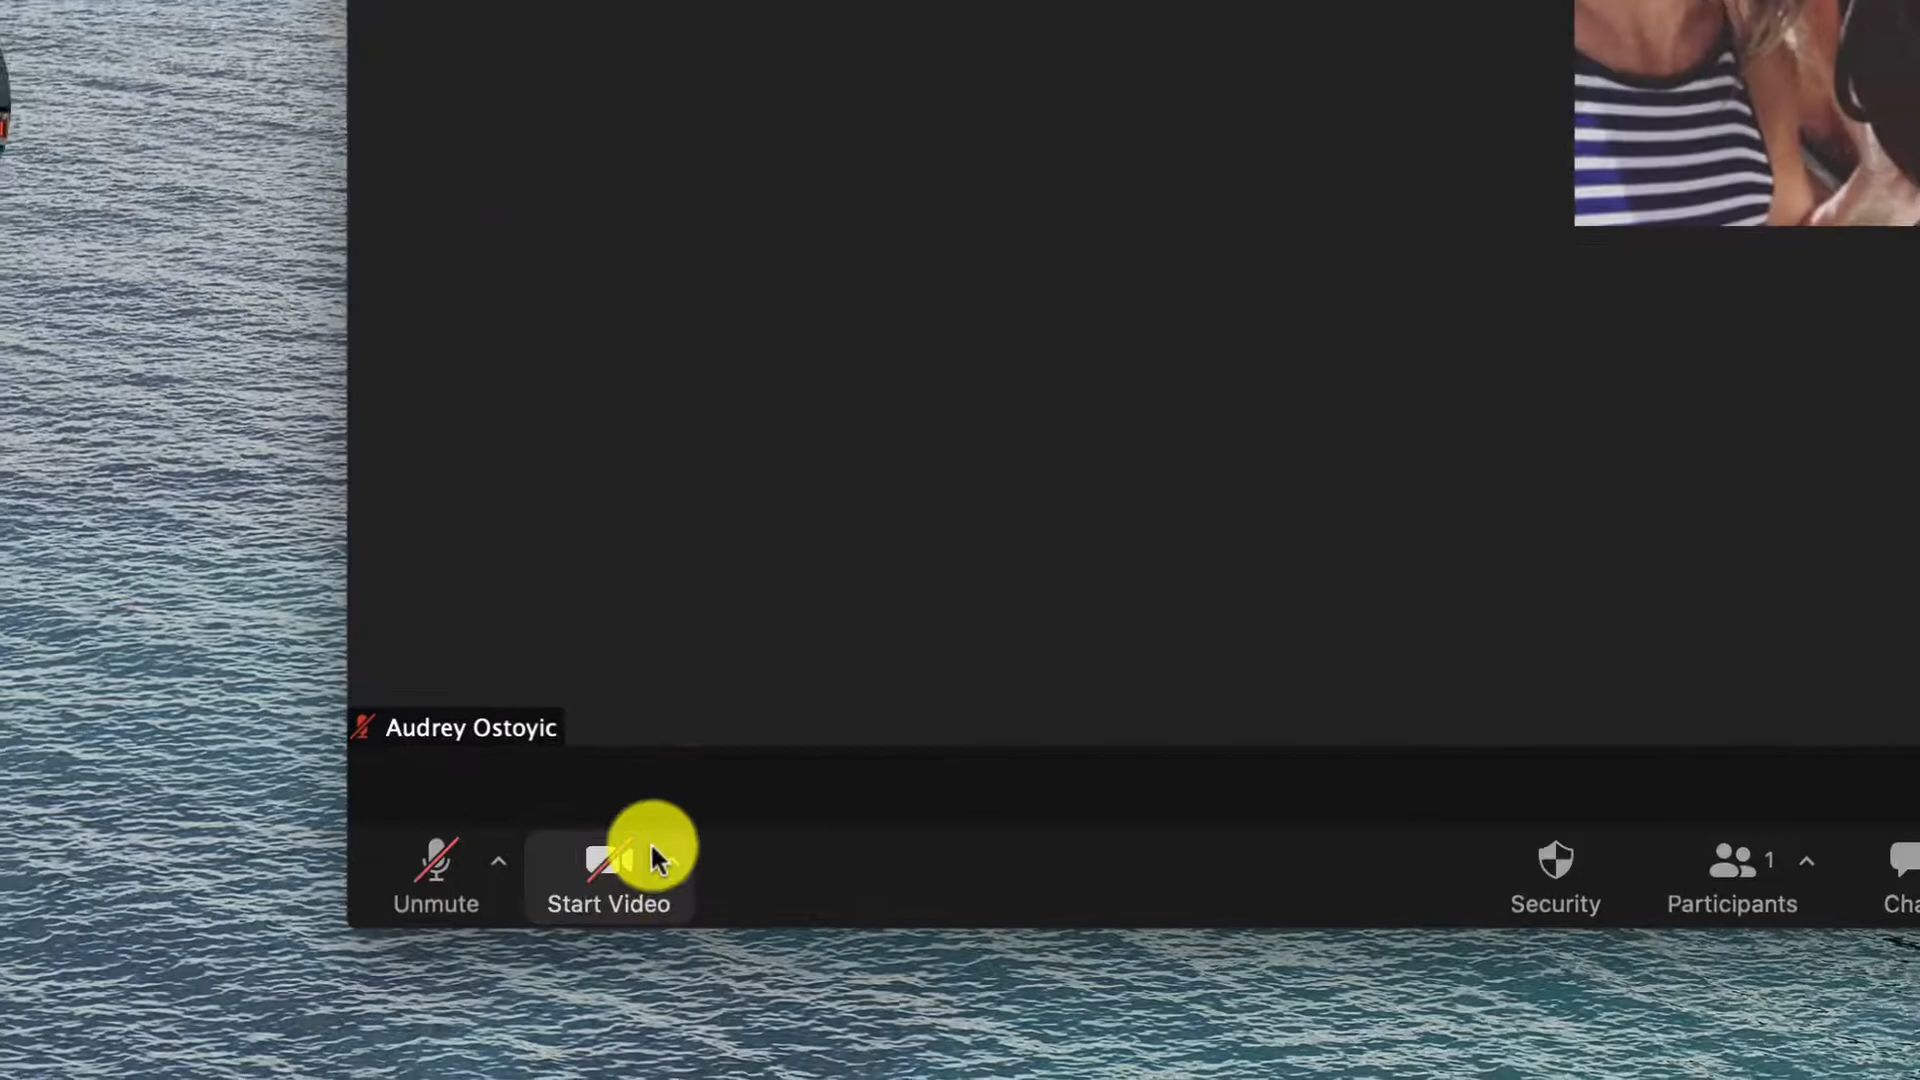 Audrey Ostoyic
Unmute
Start Video
Security
1
Participants